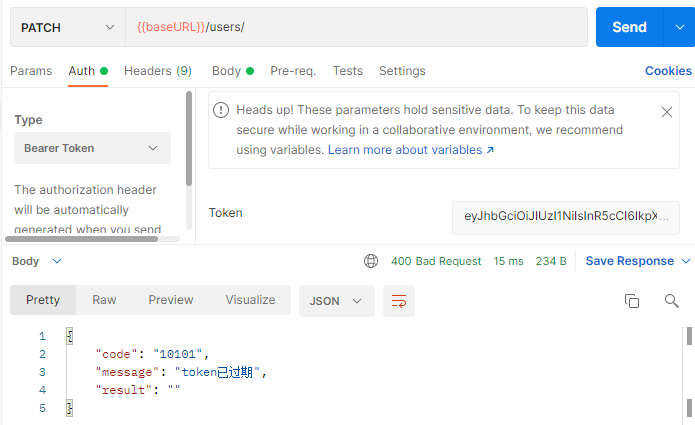 PATCH {{baseURL}}/users/ Send
Params Auth Headers (9) Body Pre-req. Tests Settings Cookies
Type
Bearer Token
The authorization header
will be automatically
generated when you send
Heads up! These parameters hold sensitive data. To keep this data
secure while working in a collaborative environment, we recommend
using variables. Learn more about variables ↗
Token eyJhbGciOiJIUzI1NiIsInR5cCI6IkpX...
Body 400 Bad Request 15 ms 234 B Save Response
Pretty Raw Preview Visualize JSON
1 {
2 "code": "10101",
3 "message": "token已过期",
4 "result": ""
5 }